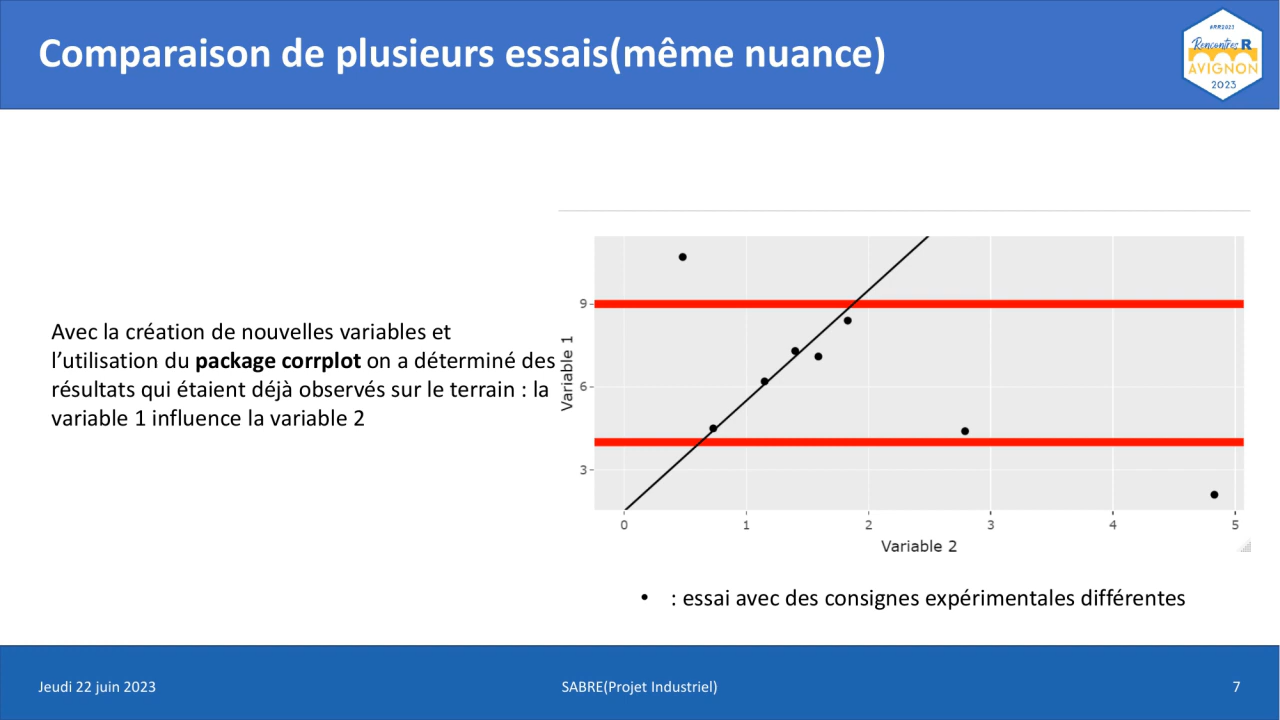 Comparaison de plusieurs essais(même nuance)
#RR2023
Rencontres R
AVIGNON
2023
Avec la création de nouvelles variables et
l’utilisation du package corrplot on a déterminé des
résultats qui étaient déjà observés sur le terrain : la
variable 1 influence la variable 2
Variable 1
9
6
3
0 1 2 3 4 5
Variable 2
• : essai avec des consignes expérimentales différentes
Jeudi 22 juin 2023
SABRE(Projet Industriel)
7